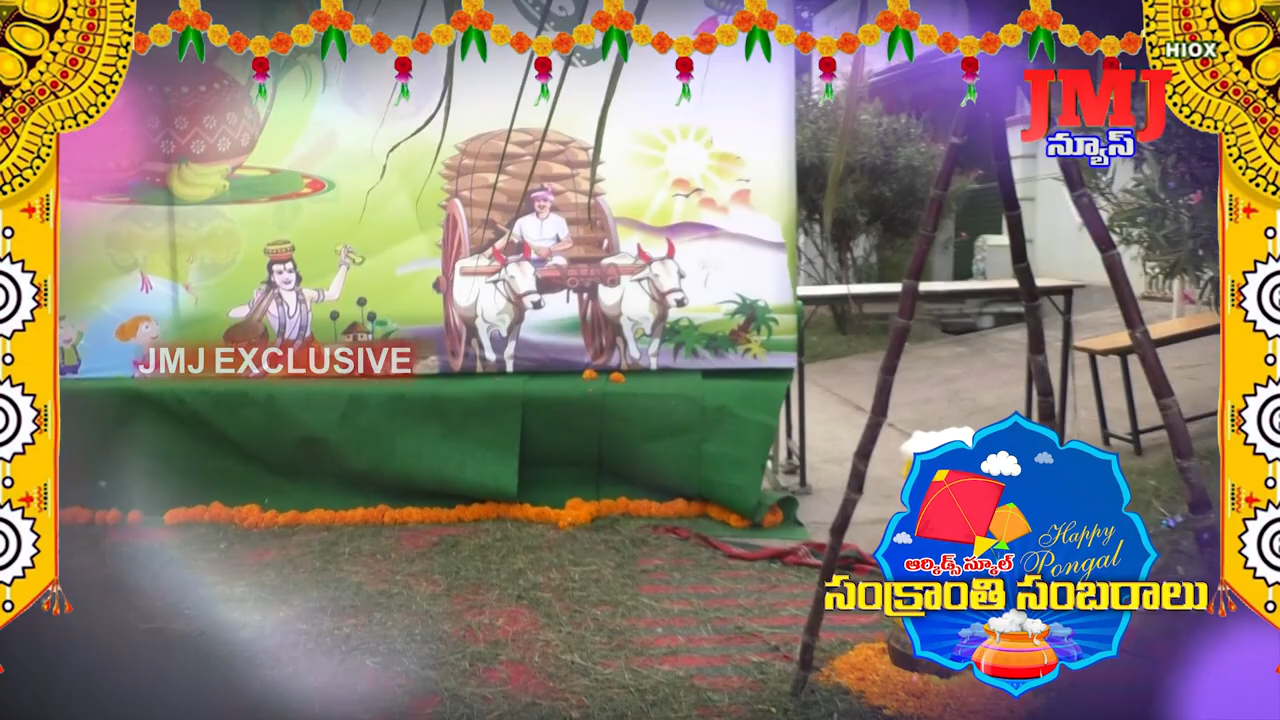 HIOX
JMJ
న్యూస్
JMJ EXCLUSIVE
Happy
Pongal
ఆర్కిడ్స్ స్కూల్
సంక్రాంతి సంబరాలు